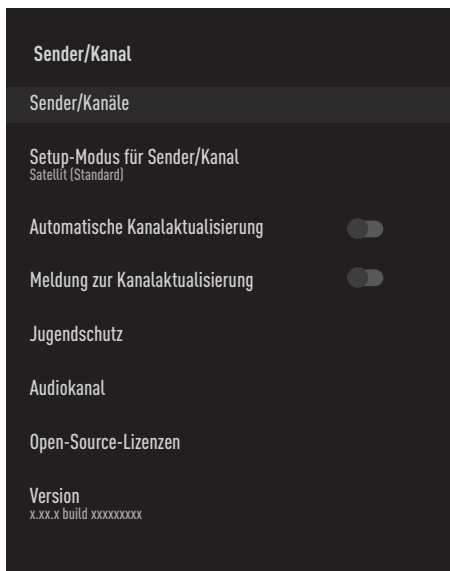 Sender/Kanal
Sender/Kanäle
Setup-Modus für Sender/Kanal
Satellit (Standard)
Automatische Kanalaktualisierung
Meldung zur Kanalaktualisierung
Jugendschutz
Audiokanal
Open-Source-Lizenzen
Version
x.xx.x build xxxxxxxxx